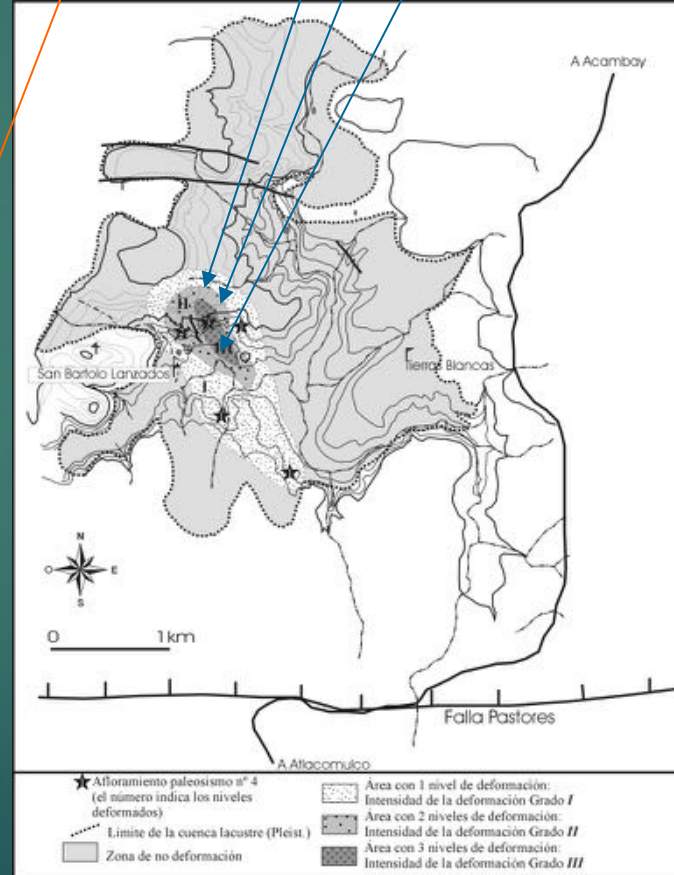 A Acambay
II
San Bartolo Lanzados
Tierras Blancas
I
N
O E
S
0 1km
Falla Pastores
A Atlacomulco
Afloramiento paleosismo nº 4
(el número indica los niveles
deformados)
Limite de la cuenca lacustre (Pleist.)
Zona de no deformación
Área con 1 nivel de deformación:
Intensidad de la deformación Grado I
Área con 2 niveles de deformación:
Intensidad de la deformación Grado II
Área con 3 niveles de deformación:
Intensidad de la deformación Grado III